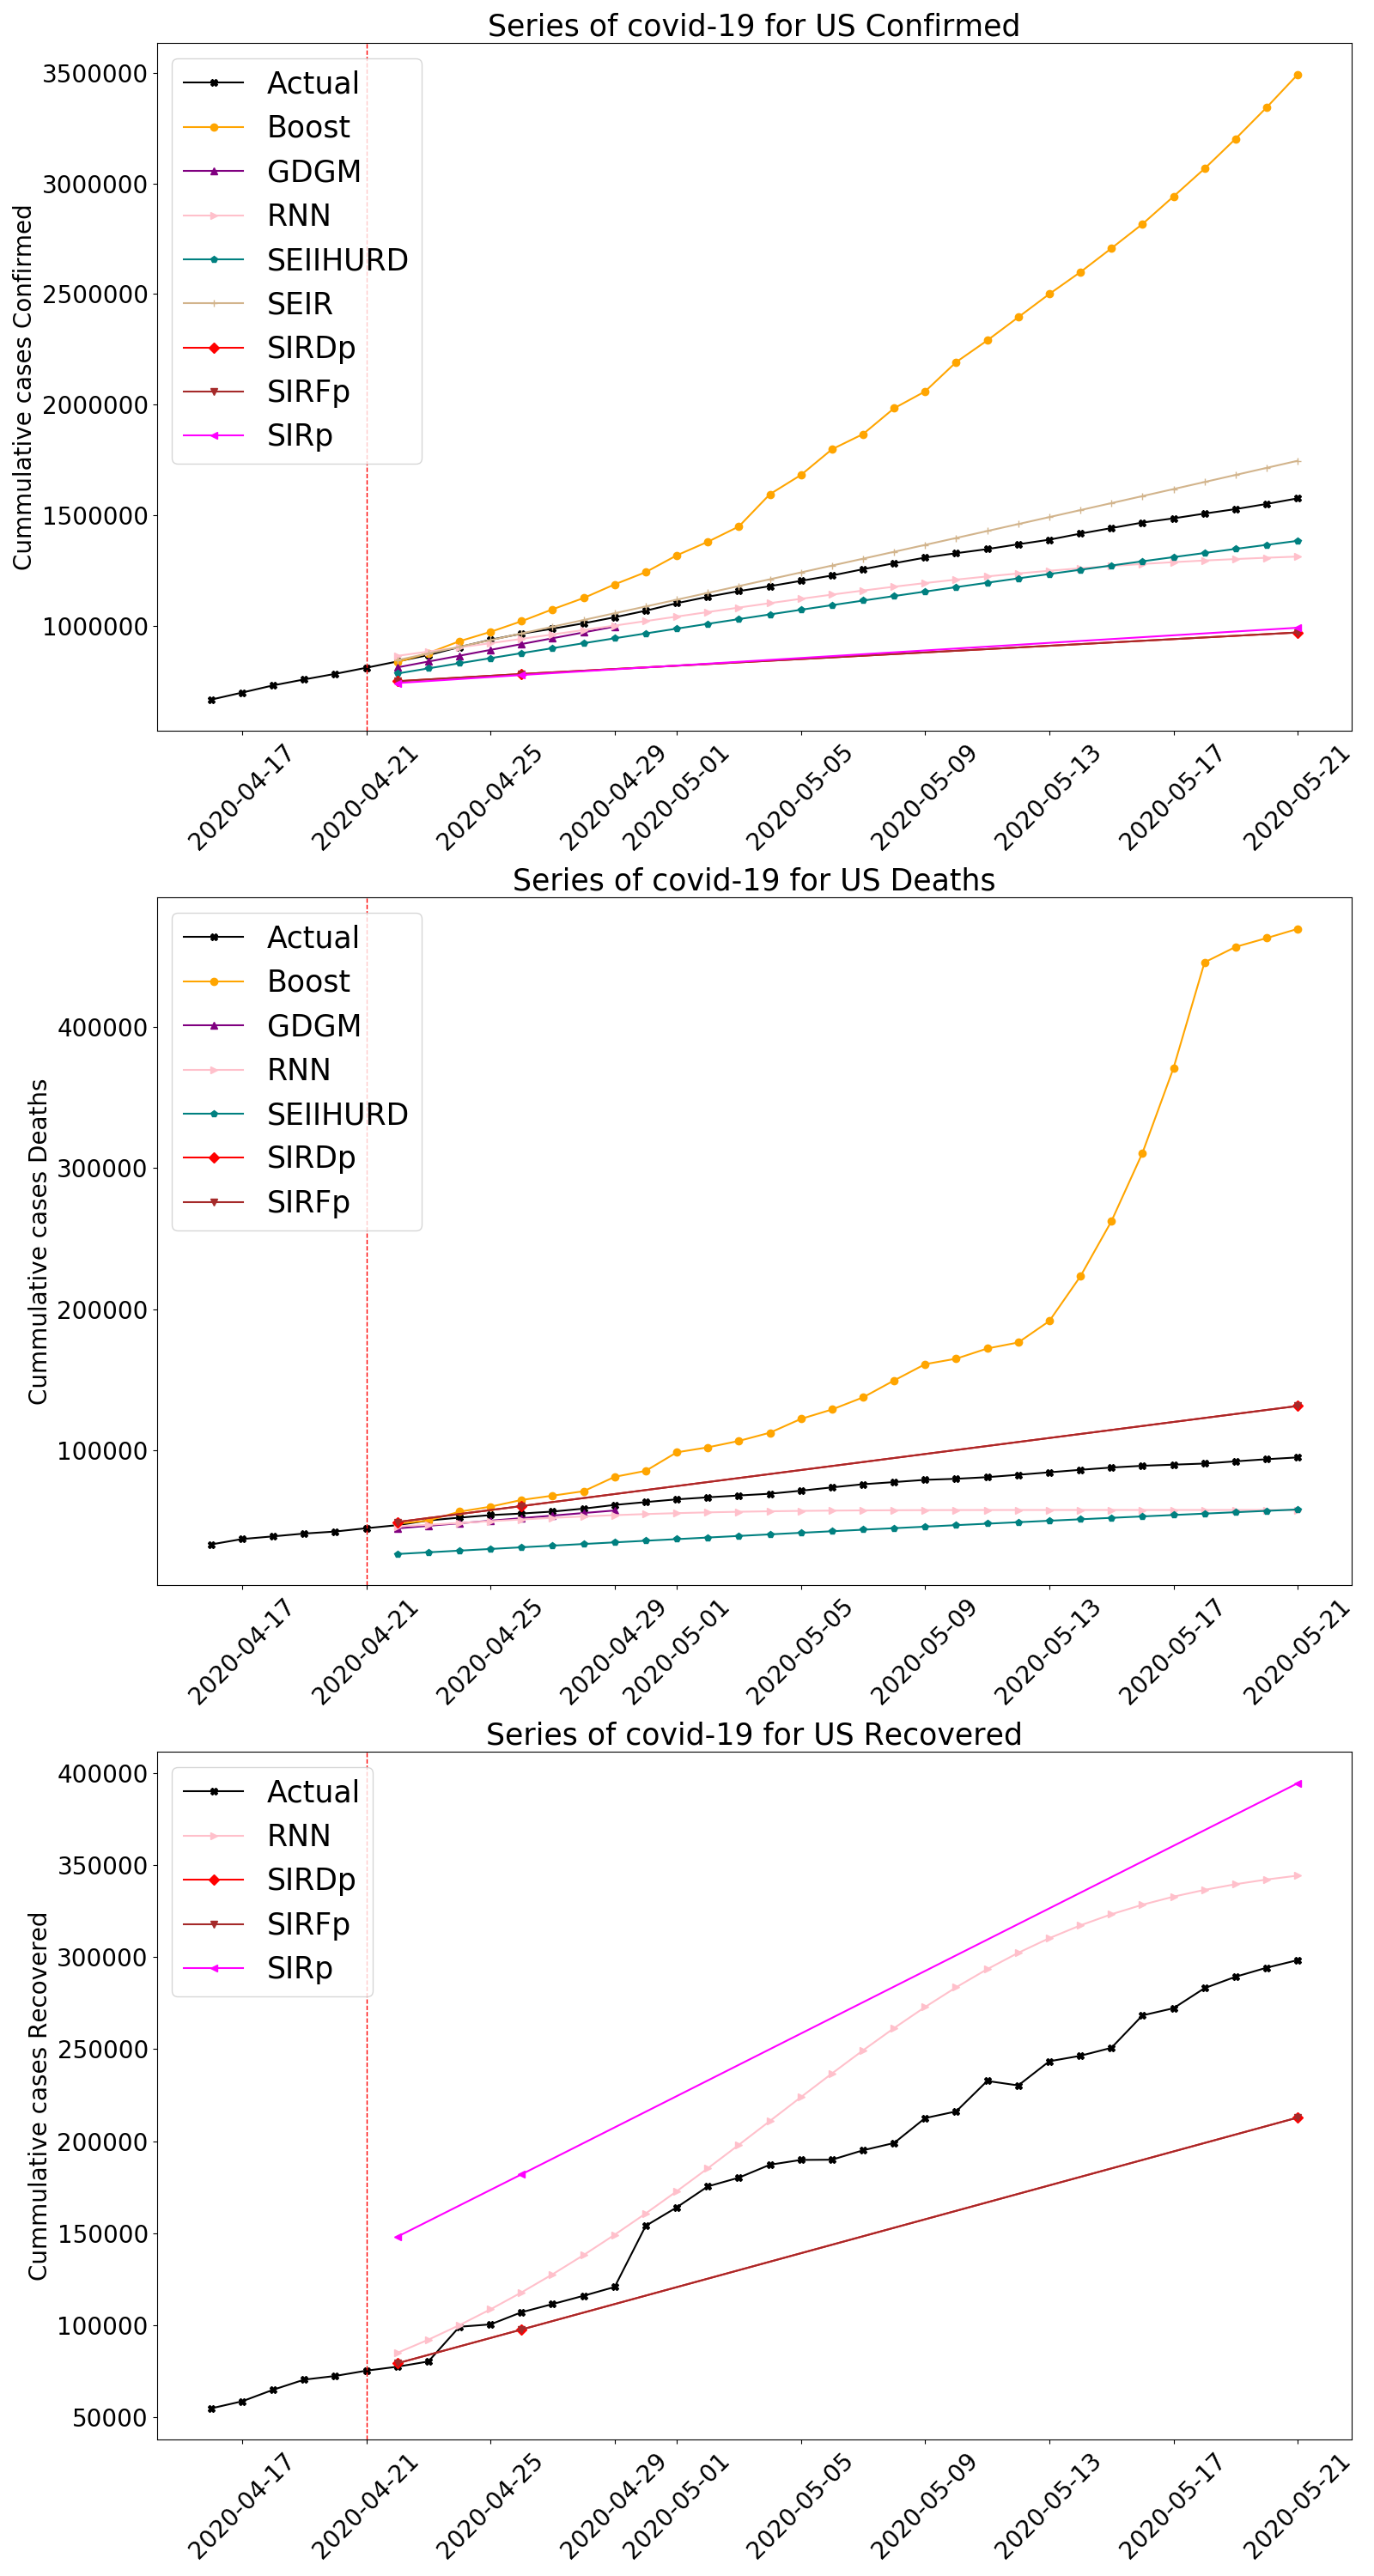 Series of covid-19 for US Confirmed
Cummulative cases Confirmed
3500000
3000000
2500000
2000000
1500000
1000000
Actual
Boost
GDGM
RNN
SEIIHURD
SEIR
SIRDp
SIRFp
SIRp
2020-04-17
2020-04-21
2020-04-25
2020-04-29
2020-05-01
2020-05-05
2020-05-09
2020-05-13
2020-05-17
2020-05-21
Series of covid-19 for US Deaths
Cummulative cases Deaths
400000
300000
200000
100000
Actual
Boost
GDGM
RNN
SEIIHURD
SIRDp
SIRFp
2020-04-17
2020-04-21
2020-04-25
2020-04-29
2020-05-01
2020-05-05
2020-05-09
2020-05-13
2020-05-17
2020-05-21
Series of covid-19 for US Recovered
Cummulative cases Recovered
400000
350000
300000
250000
200000
150000
100000
50000
Actual
RNN
SIRDp
SIRFp
SIRp
2020-04-17
2020-04-21
2020-04-25
2020-04-29
2020-05-01
2020-05-05
2020-05-09
2020-05-13
2020-05-17
2020-05-21